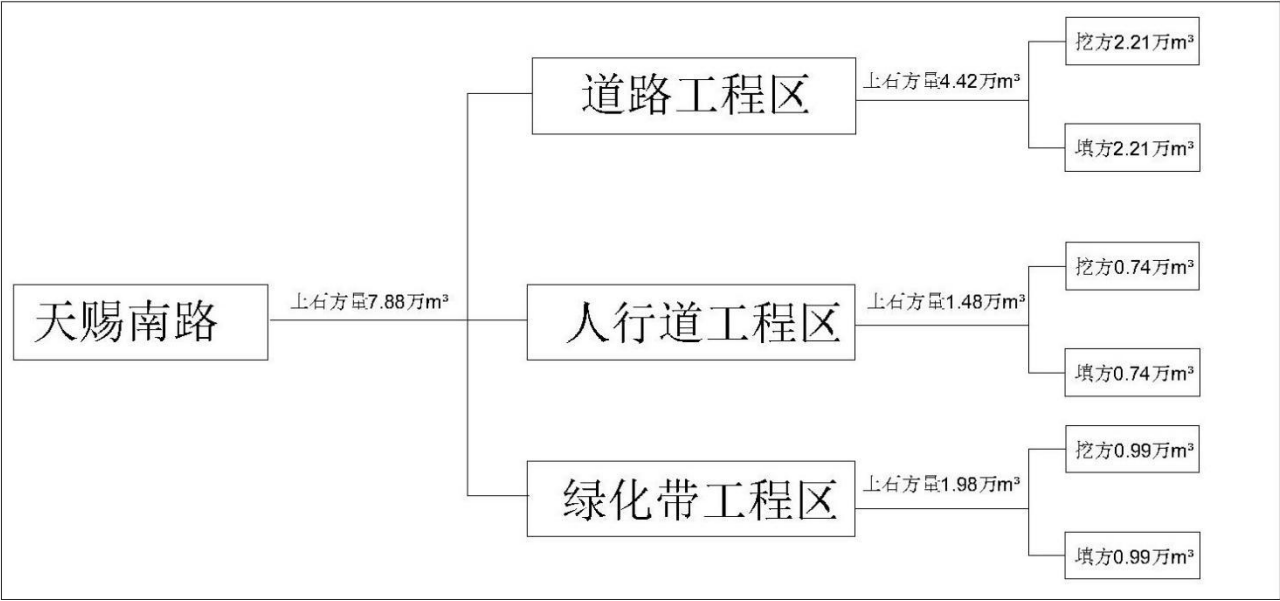 天赐南路
土石方量7.88万m³
道路工程区
土石方量4.42万m³
挖方2.21万m³
填方2.21万m³
人行道工程区
土石方量1.48万m³
挖方0.74万m³
填方0.74万m³
绿化带工程区
土石方量1.98万m³
挖方0.99万m³
填方0.99万m³